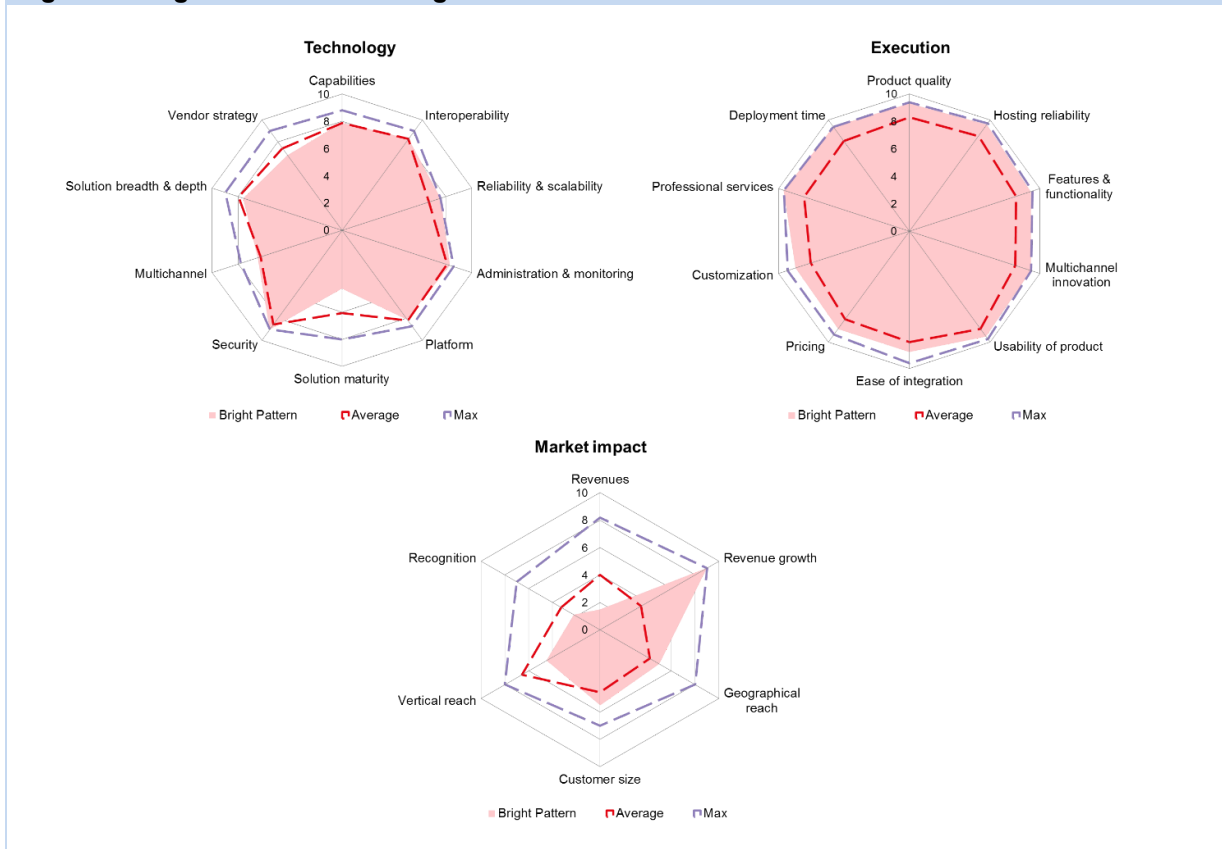 Technology
Capabilities
10
8
6
4
2
0
Interoperability
Reliability & scalability
Administration & monitoring
Platform
Solution maturity
Security
Multichannel
Solution breadth & depth
Vendor strategy
Bright Pattern Average Max
Execution
Product quality
10
8
6
4
2
0
Hosting reliability
Features &
functionality
Multichannel
innovation
Usability of product
Ease of integration
Pricing
Customization
Professional services
Deployment time
Bright Pattern Average Max
Market impact
Revenues
10
8
6
4
2
0
Revenue growth
Geographical
reach
Customer size
Vertical reach
Recognition
Bright Pattern Average Max